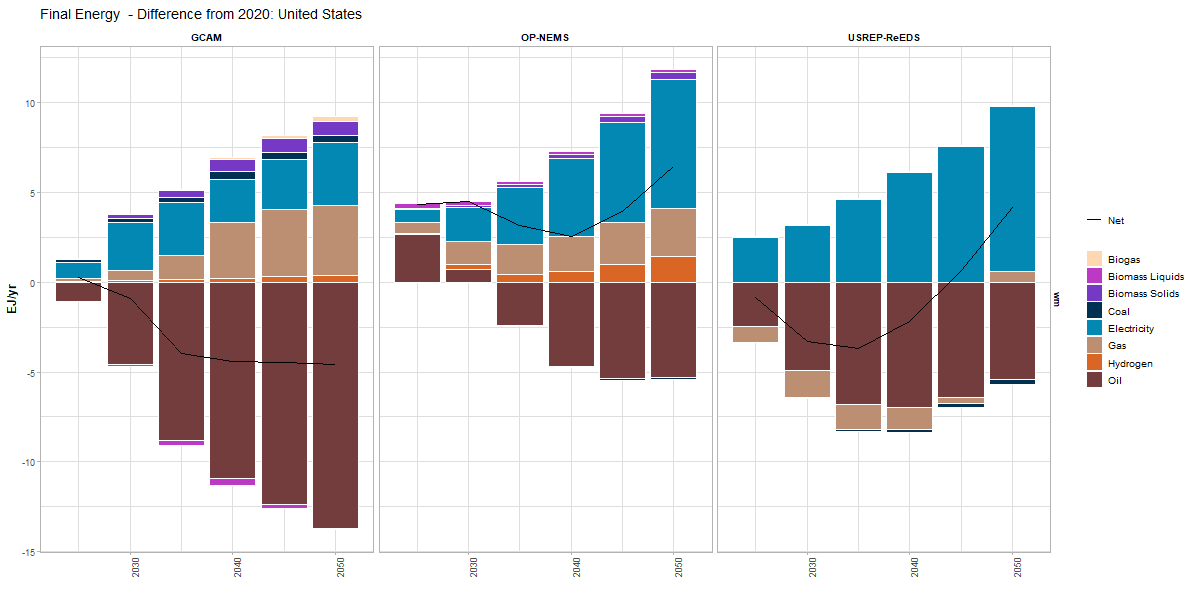 Final Energy  - Difference from 2020: United States
GCAM
OP-NEMS
USREP-ReEDS
EJ/yr
10
5
0
-5
-10
-15
2030
2040
2050
2030
2040
2050
2030
2040
2050
wm
Net
Biogas
Biomass Liquids
Biomass Solids
Coal
Electricity
Gas
Hydrogen
Oil